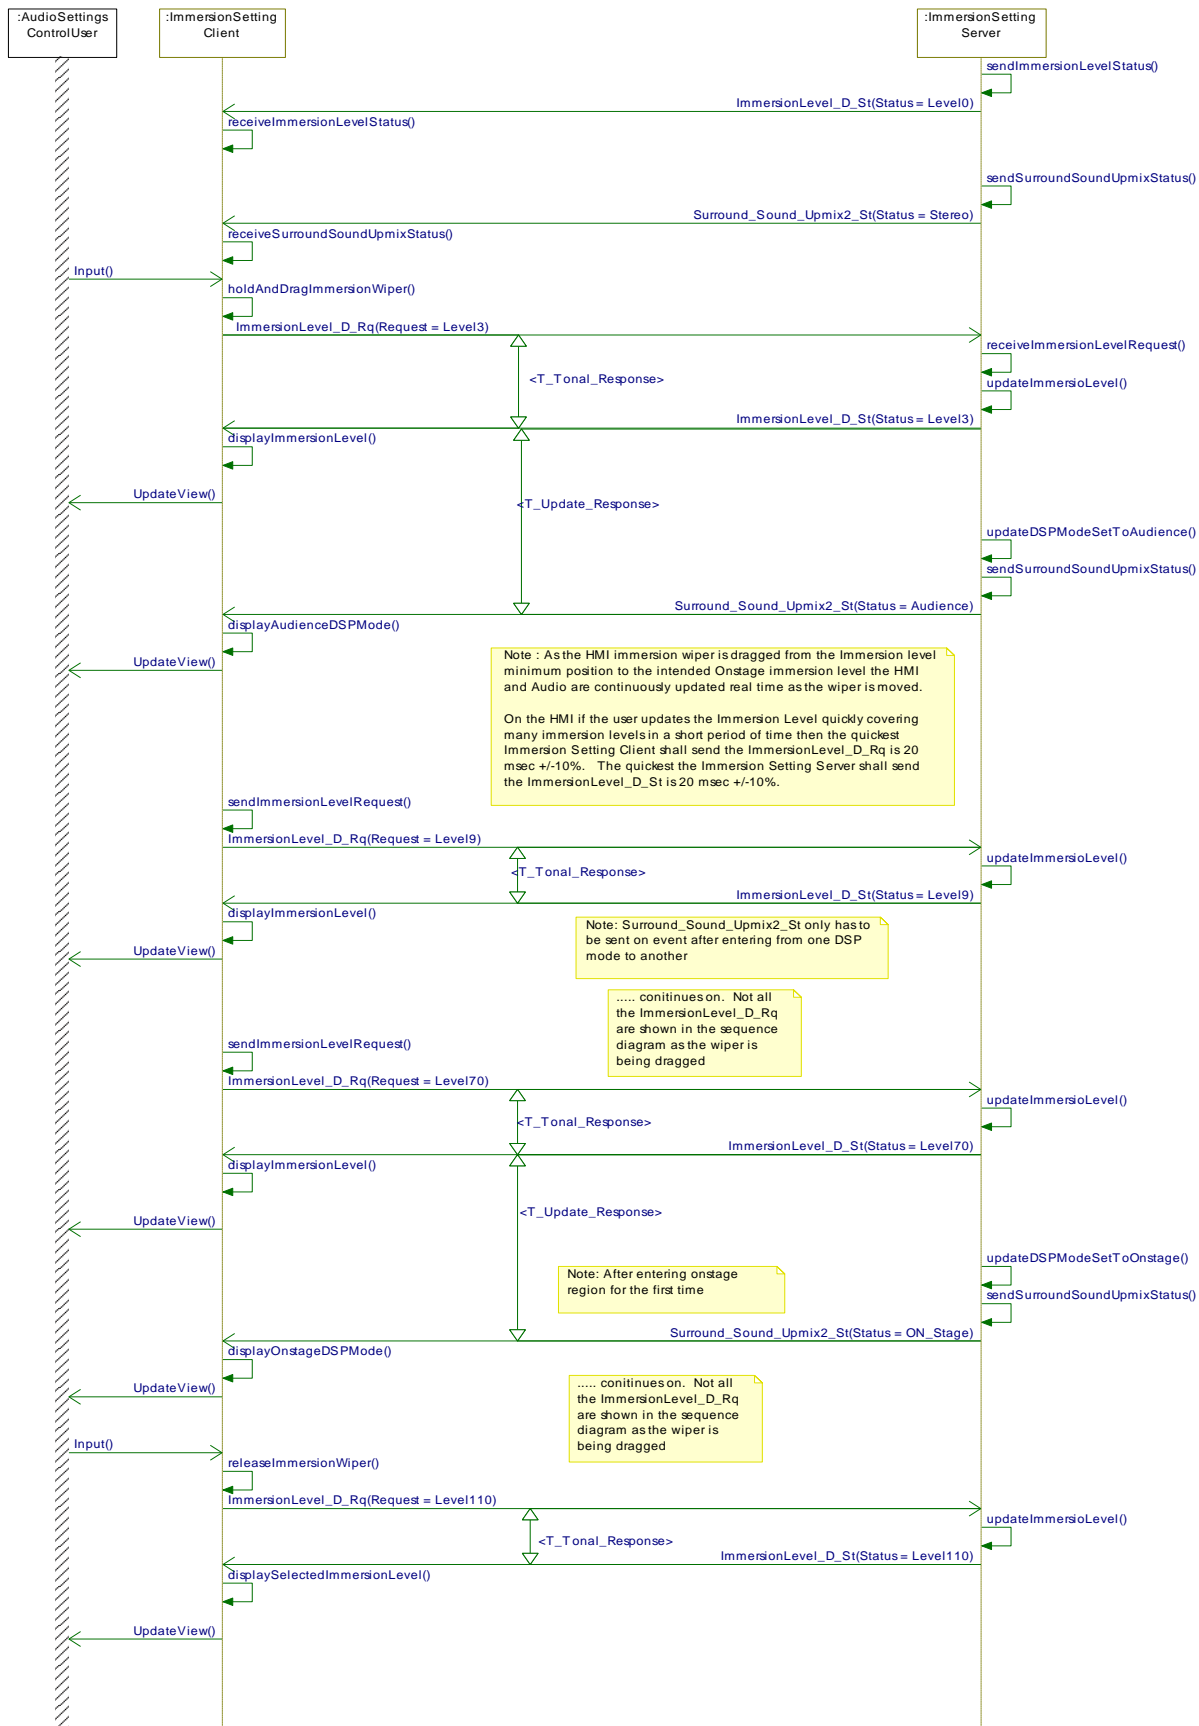 :AudioSettings
ControlUser
:ImmersionSetting
Client
:ImmersionSetting
Server
sendImmersionLevelStatus()
ImmersionLevel_D_St(Status = Level0)
receiveImmersionLevelStatus()
sendSurroundSoundUpmixStatus()
Surround_Sound_Upmix2_St(Status = Stereo)
receiveSurroundSoundUpmixStatus()
Input()
holdAndDragImmersionWiper()
ImmersionLevel_D_Rq(Request = Level3)
receiveImmersionLevelRequest()
<T_Tonal_Response>
updateImmersioLevel()
ImmersionLevel_D_St(Status = Level3)
displayImmersionLevel()
UpdateView()
<T_Update_Response>
updateDSPModeSetToAudience()
sendSurroundSoundUpmixStatus()
Surround_Sound_Upmix2_St(Status = Audience)
displayAudienceDSPMode()
UpdateView()
Note : As the HMI immersion wiper is dragged from the Immersion level
minimum position to the intended Onstage immersion level the HMI
and Audio are continuously updated real time as the wiper is moved.
On the HMI if the user updates the Immersion Level quickly covering
many immersion levels in a short period of time then the quickest
Immersion Setting Client shall send the ImmersionLevel_D_Rq is 20
msec +/-10%.   The quickest the Immersion Setting Server shall send
the ImmersionLevel_D_St is 20 msec +/-10%.
sendImmersionLevelRequest()
ImmersionLevel_D_Rq(Request = Level9)
updateImmersioLevel()
<T_Tonal_Response>
ImmersionLevel_D_St(Status = Level9)
displayImmersionLevel()
Note: Surround_Sound_Upmix2_St only has to
be sent on event after entering from one DSP
mode to another
UpdateView()
..... conitinues on.  Not all
the ImmersionLevel_D_Rq
are shown in the sequence
diagram as the wiper is
being dragged
sendImmersionLevelRequest()
ImmersionLevel_D_Rq(Request = Level70)
updateImmersioLevel()
<T_Tonal_Response>
ImmersionLevel_D_St(Status = Level70)
displayImmersionLevel()
<T_Update_Response>
UpdateView()
updateDSPModeSetToOnstage()
Note: After entering onstage
region for the first time
sendSurroundSoundUpmixStatus()
Surround_Sound_Upmix2_St(Status = ON_Stage)
displayOnstageDSPMode()
UpdateView()
..... conitinues on.  Not all
the ImmersionLevel_D_Rq
are shown in the sequence
diagram as the wiper is
being dragged
Input()
releaseImmersionWiper()
ImmersionLevel_D_Rq(Request = Level110)
updateImmersioLevel()
<T_Tonal_Response>
ImmersionLevel_D_St(Status = Level110)
displaySelectedImmersionLevel()
UpdateView()